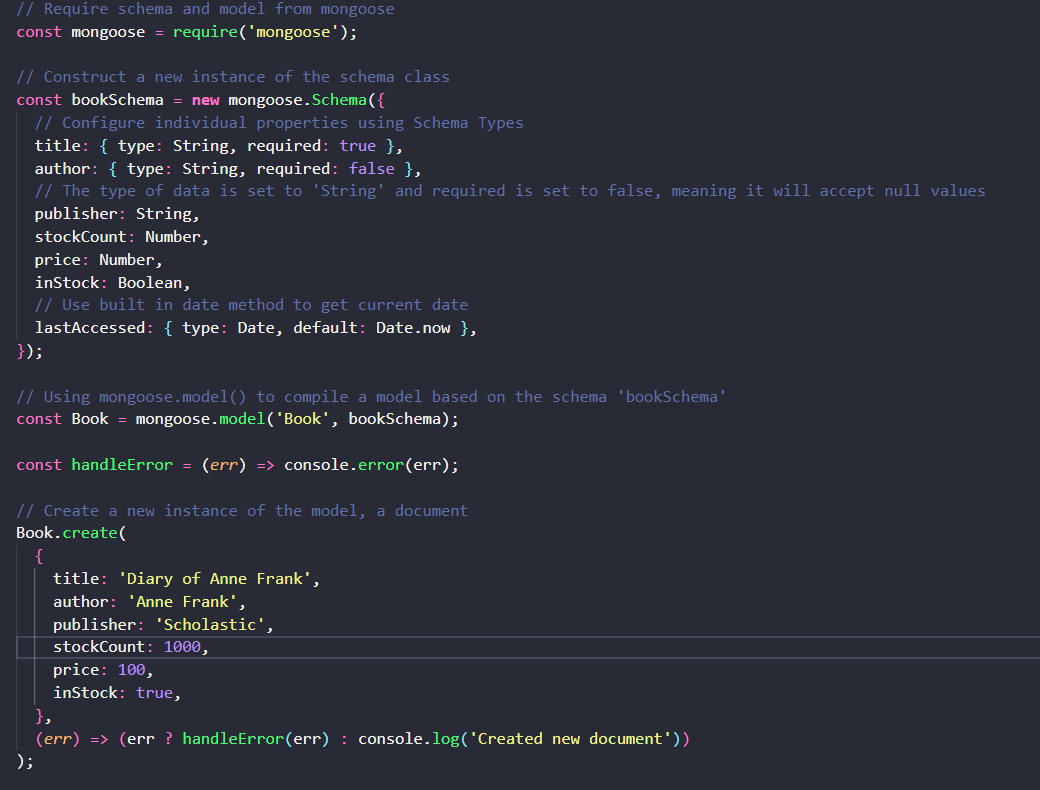 // Require schema and model from mongoose
const mongoose = require('mongoose');
// Construct a new instance of the schema class
const bookSchema = new mongoose.Schema({
// Configure individual properties using Schema Types
title: { type: String, required: true },
author: { type: String, required: false },
// The type of data is set to 'String' and required is set to false, meaning it will accept null values
publisher: String,
stockCount: Number,
price: Number,
inStock: Boolean,
// Use built in date method to get current date
lastAccessed: { type: Date, default: Date.now },
});
// Using mongoose.model() to compile a model based on the schema 'bookSchema'
const Book = mongoose.model('Book', bookSchema);
const handleError = (err) => console.error(err);
// Create a new instance of the model, a document
Book.create(
{
title: 'Diary of Anne Frank',
author: 'Anne Frank',
publisher: 'Scholastic',
stockCount: 1000,
price: 100,
inStock: true,
},
(err) => (err ? handleError(err) : console.log('Created new document'))
);